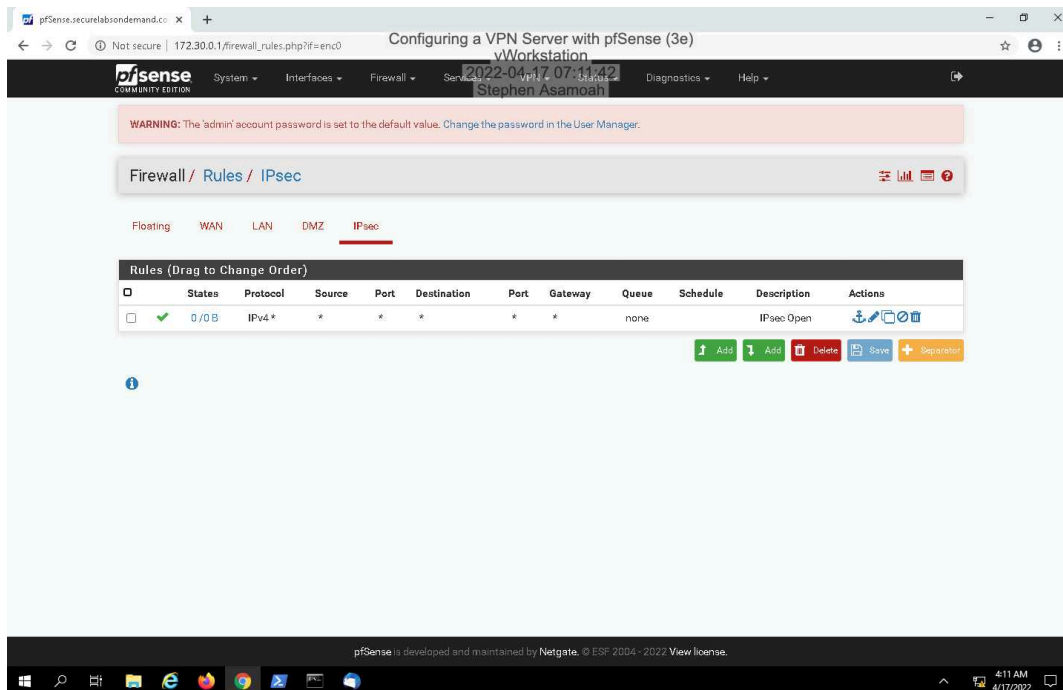 pfSense.securelabsondemand.co
Not secure | 172.30.0.1/firewall_rules.php?if=enc0
Configuring a VPN Server with pfSense (3e)
vWorkstation
2022-04-17 07:11:42
Stephen Asamoah
pfsense COMMUNITY EDITION
System Interfaces Firewall Services VPN Status Diagnostics Help
WARNING: The 'admin' account password is set to the default value. Change the password in the User Manager.
Firewall / Rules / IPsec
Floating WAN LAN DMZ IPsec
Rules (Drag to Change Order)
States Protocol Source Port Destination Port Gateway Queue Schedule Description Actions
0 /0 B IPv4 * * * * * * none IPsec Open
Add Add Delete Save Separator
pfSense is developed and maintained by Netgate. © ESF 2004 - 2022 View license.
4:11 AM
4/17/2022